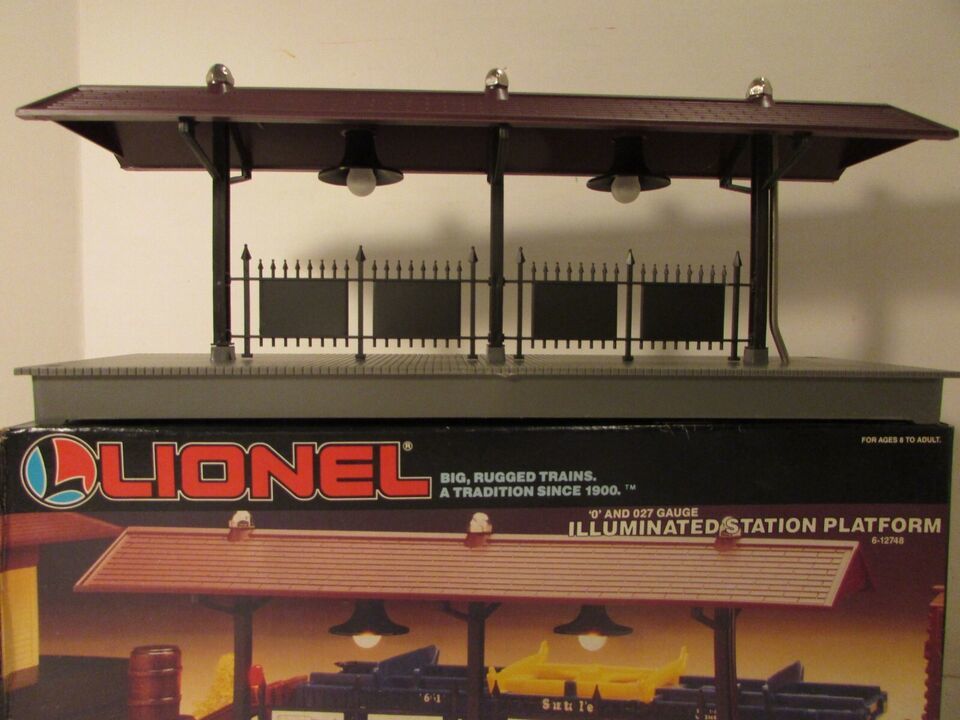 LIONEL®
BIG, RUGGED TRAINS.
A TRADITION SINCE 1900. ™
FOR AGES 8 TO ADULT.
'O' AND 027 GAUGE
ILLUMINATED STATION PLATFORM
6-12748